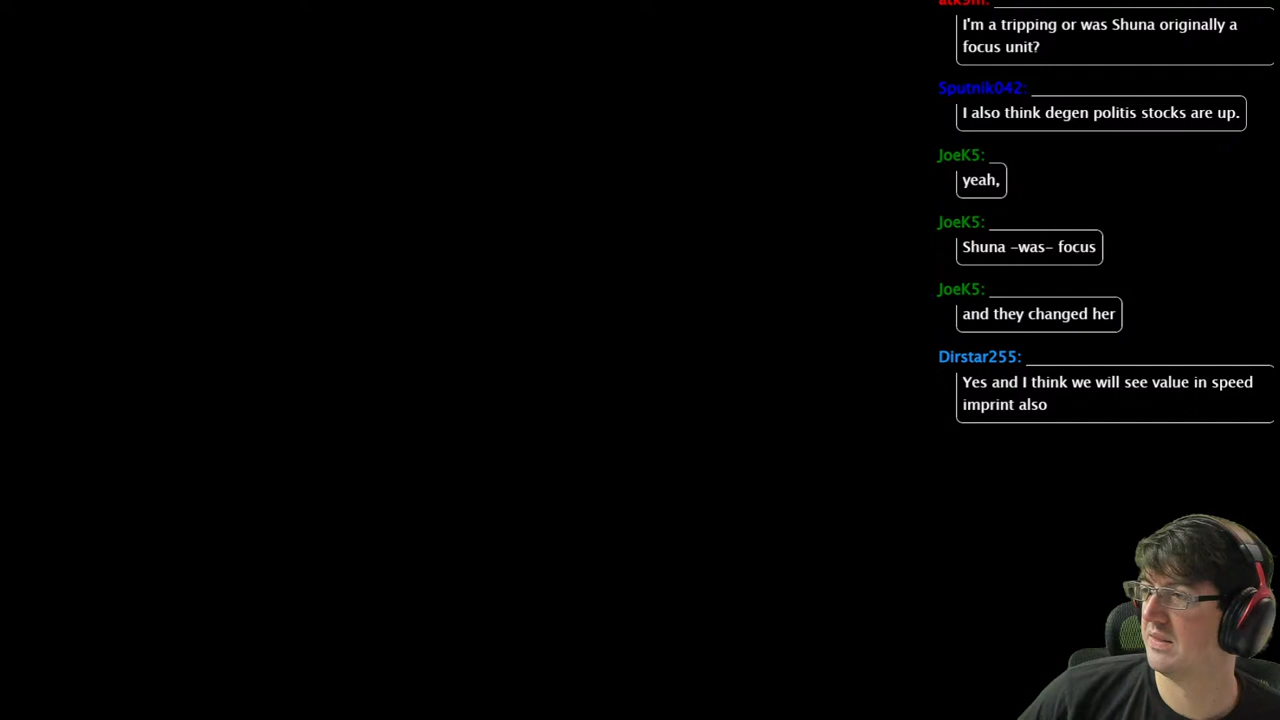 I'm a tripping or was Shuna originally a
focus unit?
Sputnik042:
I also think degen politis stocks are up.
JoeK5:
yeah,
JoeK5:
Shuna -was- focus
JoeK5:
and they changed her
Dirstar255:
Yes and I think we will see value in speed
imprint also